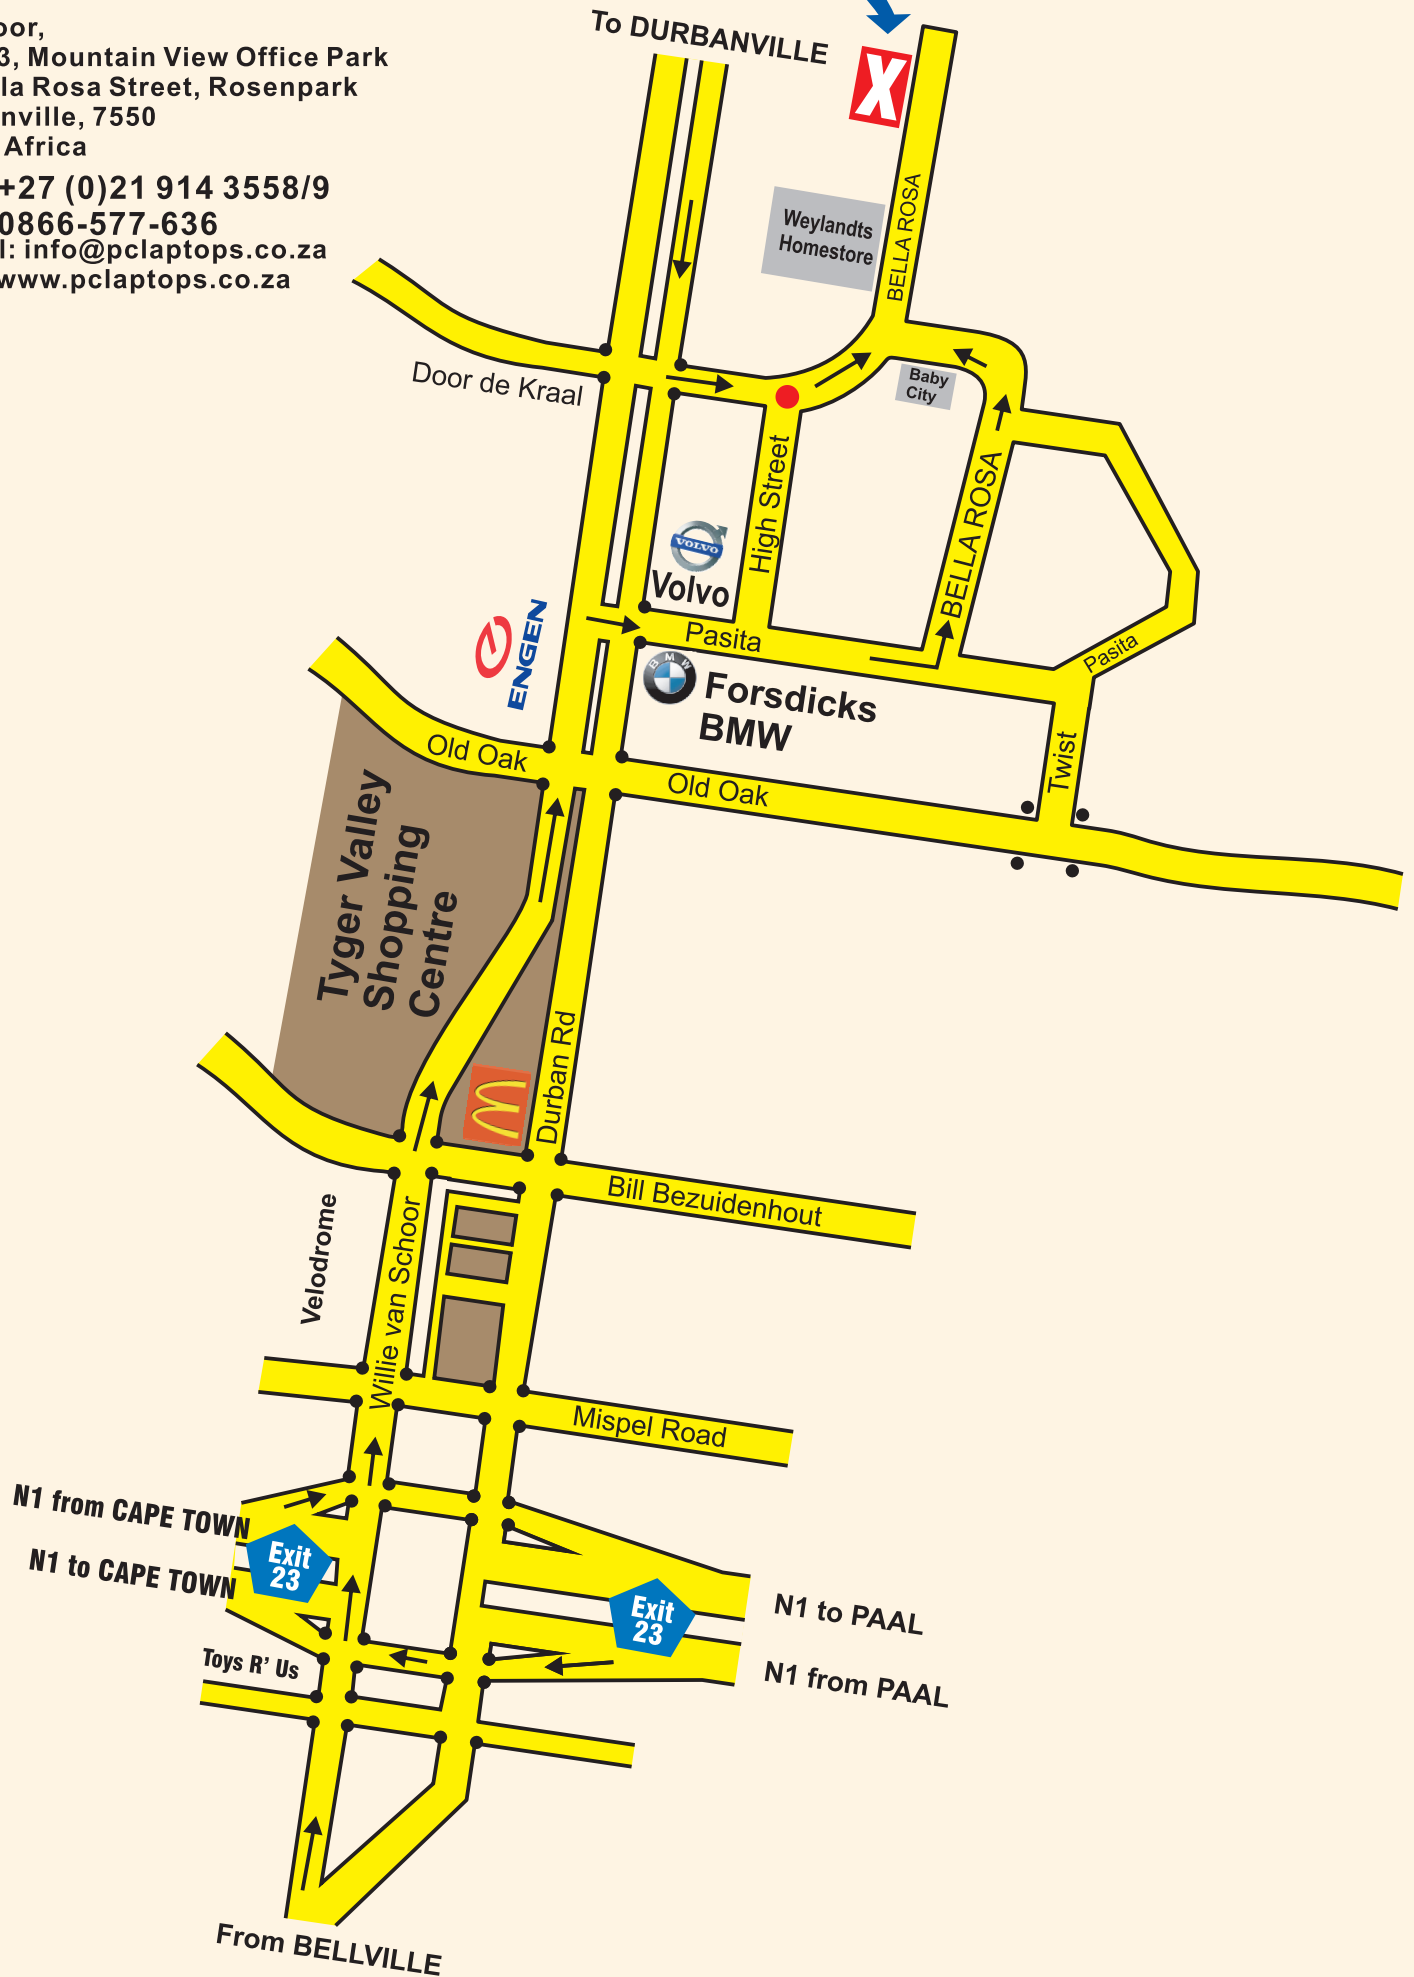 oor,
3, Mountain View Office Park
la Rosa Street, Rosenpark
nville, 7550
Africa
+27 (0)21 914 3558/9
0866-577-636
l: info@pclaptops.co.za
www.pclaptops.co.za
To DURBANVILLE
X
Weylandts
Homestore
BELLA ROSA
Door de Kraal
Baby
City
High Street
BELLA ROSA
VOLVO
Volvo
ENGEN
Pasita
Pasita
BMW
Forsdicks
BMW
Old Oak
Old Oak
Twist
Tyger Valley
Shopping
Centre
Durban Rd
Bill Bezuidenhout
Velodrome
Willie van Schoor
Mispel Road
N1 from CAPE TOWN
N1 to CAPE TOWN
Exit
23
Exit
23
N1 to PAAL
N1 from PAAL
Toys R' Us
From BELLVILLE